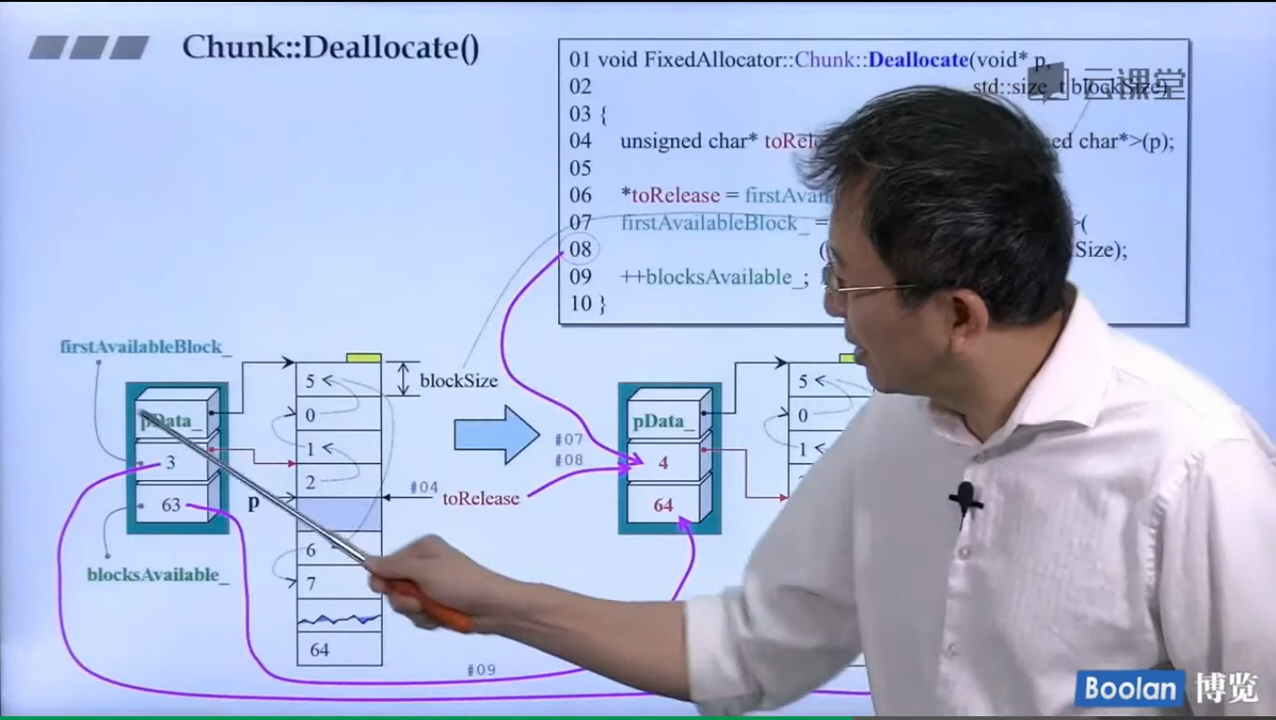 Chunk::Deallocate()
01 void FixedAllocator::Chunk::Deallocate(void* p,
02 std::size_t blockSize)
云课堂
03 {
04 unsigned char* toRele ed char*>(p);
05
06 *toRelease = firstAvai
07 firstAvailableBlock_ = >(
08 ( Size);
09 ++blocksAvailable_;
10 }
firstAvailableBlock_
pData_
3
63
blocksAvailable_
p
5
0
1
2
6
7
64
blockSize
#04
toRelease
#07
#08
#09
pData_
4
64
5
0
1
Boolan 博览